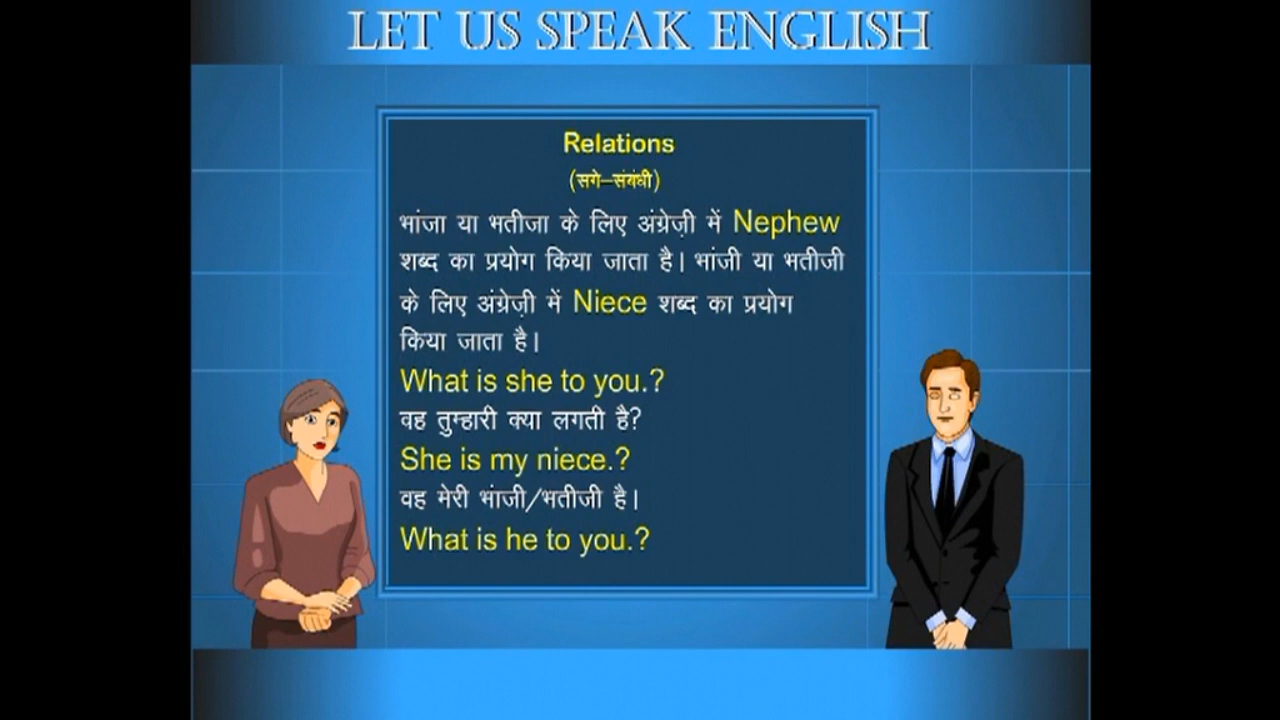 LET US SPEAK ENGLISH
Relations
(सगे–संबंधी)
भांजा या भतीजा के लिए अंग्रेज़ी में Nephew
शब्द का प्रयोग किया जाता है। भांजी या भतीजी
के लिए अंग्रेज़ी में Niece शब्द का प्रयोग
किया जाता है।
What is she to you.?
वह तुम्हारी क्या लगती है?
She is my niece.?
वह मेरी भांजी/भतीजी है।
What is he to you.?